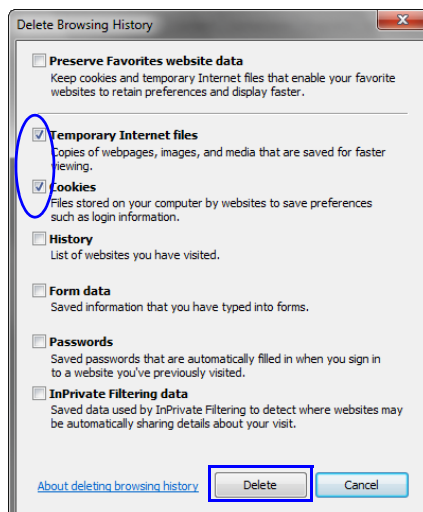 Delete Browsing History
Preserve Favorites website data
Keep cookies and temporary Internet files that enable your favorite
websites to retain preferences and display faster.
Temporary Internet files
Copies of webpages, images, and media that are saved for faster
viewing.
Cookies
Files stored on your computer by websites to save preferences
such as login information.
History
List of websites you have visited.
Form data
Saved information that you have typed into forms.
Passwords
Saved passwords that are automatically filled in when you sign in
to a website you've previously visited.
InPrivate Filtering data
Saved data used by InPrivate Filtering to detect where websites may
be automatically sharing details about your visit.
About deleting browsing history Delete Cancel